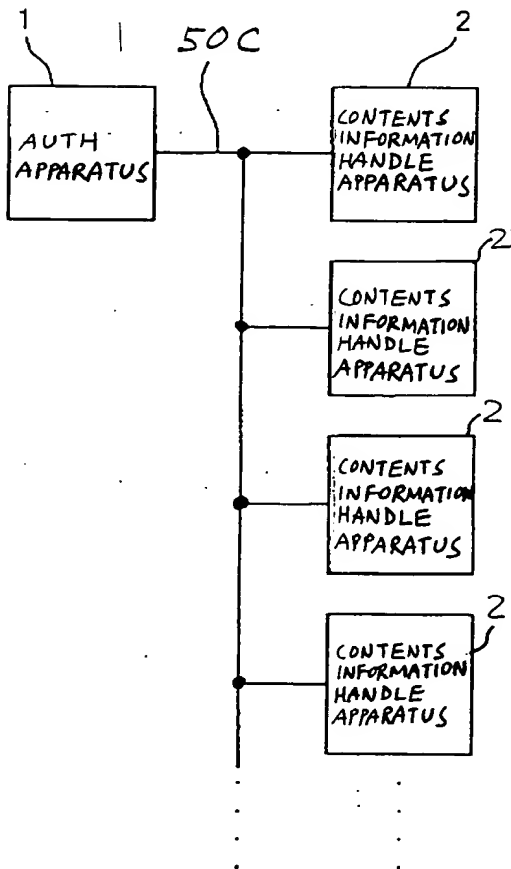 1
50C
2
AUTH
APPARATUS
CONTENTS
INFORMATION
HANDLE
APPARATUS
2
CONTENTS
INFORMATION
HANDLE
APPARATUS
2
CONTENTS
INFORMATION
HANDLE
APPARATUS
2
CONTENTS
INFORMATION
HANDLE
APPARATUS